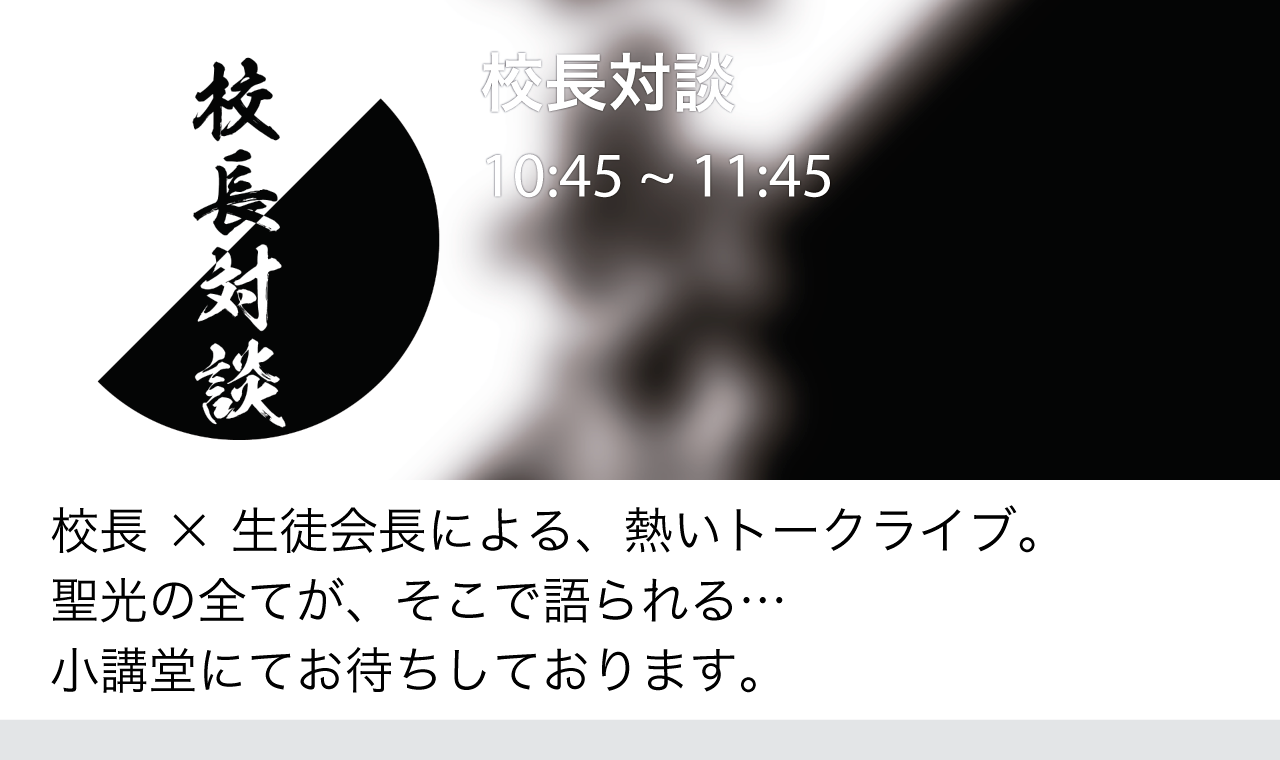 校長対談
校長対談
10:45 ~ 11:45
校長 × 生徒会長による、熱いトークライブ。
聖光の全てが、そこで語られる…
小講堂にてお待ちしております。